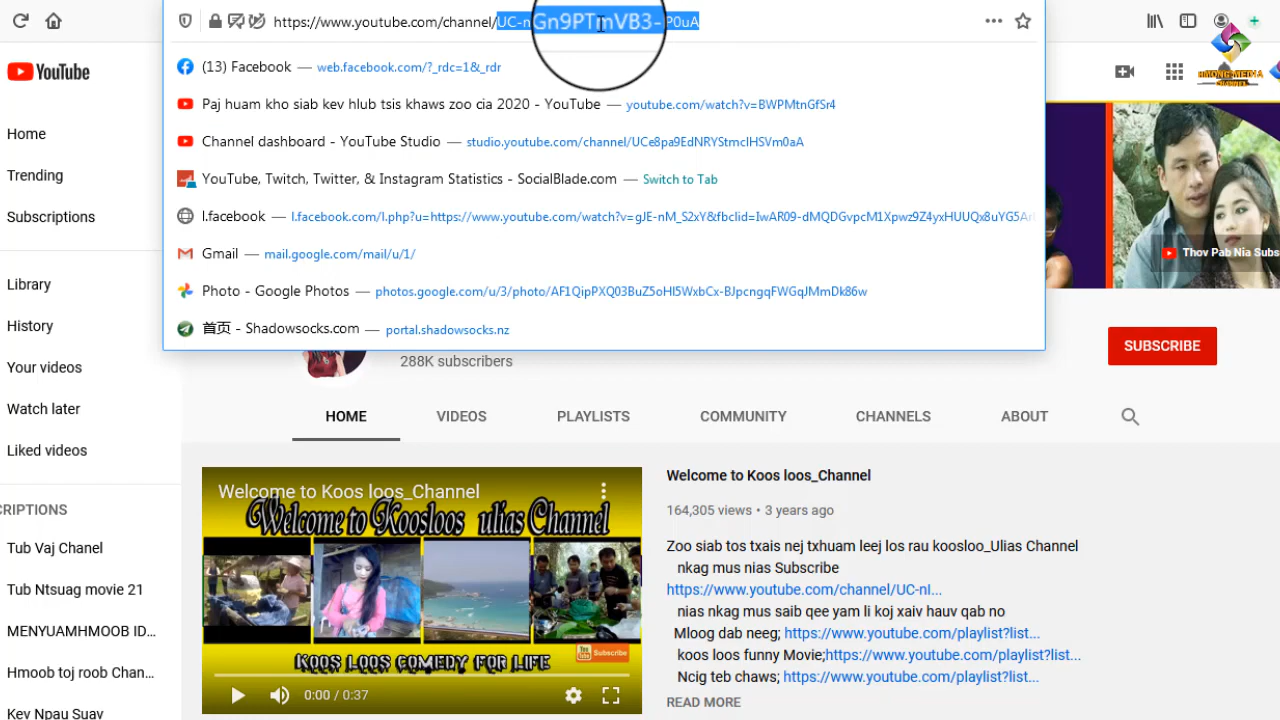 https://www.youtube.com/channel/UC-n Gn9PTmVB3- P0uA
(13) Facebook — web.facebook.com/?_rdc=1&_rdr
Paj huam kho siab kev hlub tsis khaws zoo cia 2020 - YouTube — youtube.com/watch?v=BWPMtnGfSr4
Channel dashboard - YouTube Studio — studio.youtube.com/channel/UCe8pa9EdNRYStmclHSVm0aA
YouTube, Twitch, Twitter, & Instagram Statistics - SocialBlade.com — Switch to Tab
l.facebook — l.facebook.com/l.php?u=https://www.youtube.com/watch?v=gJE-nM_S2xY&fbclid=IwAR09-dMQDGvpcM1Xpwz9Z4yxHUUQx8uYG5Ar
Gmail — mail.google.com/mail/u/1/
Photo - Google Photos — photos.google.com/u/3/photo/AF1QipPXQ03BuZ5oHl5WxbCx-BJpcngqFWGqJMmDk86w
首页 - Shadowsocks.com — portal.shadowsocks.nz
YouTube
HMONG MEDIA
CHANNEL
Home
Trending
Subscriptions
Library
History
Your videos
Watch later
Liked videos
CRIPTIONS
Tub Vaj Chanel
Tub Ntsuag movie 21
MENYUAMHMOOB ID...
Hmoob toj roob Chan...
Kev Npau Suav
Thov Pab Nia Subs
288K subscribers
SUBSCRIBE
HOME VIDEOS PLAYLISTS COMMUNITY CHANNELS ABOUT
Welcome to Koos loos_Channel
Welcome to Koosloos ulias Channel
KOOS LOOS COMEDY FOR LIFE
You Tube Subscribe
0:00 / 0:37
Welcome to Koos loos_Channel
164,305 views • 3 years ago
Zoo siab tos txais nej txhuam leej los rau koosloo_Ulias Channel
nkag mus nias Subscribe
https://www.youtube.com/channel/UC-nI...
nias nkag mus saib qee yam li koj xaiv hauv qab no
Mloog dab neeg; https://www.youtube.com/playlist?list...
koos loos funny Movie;https://www.youtube.com/playlist?list...
Ncig teb chaws; https://www.youtube.com/playlist?list...
READ MORE